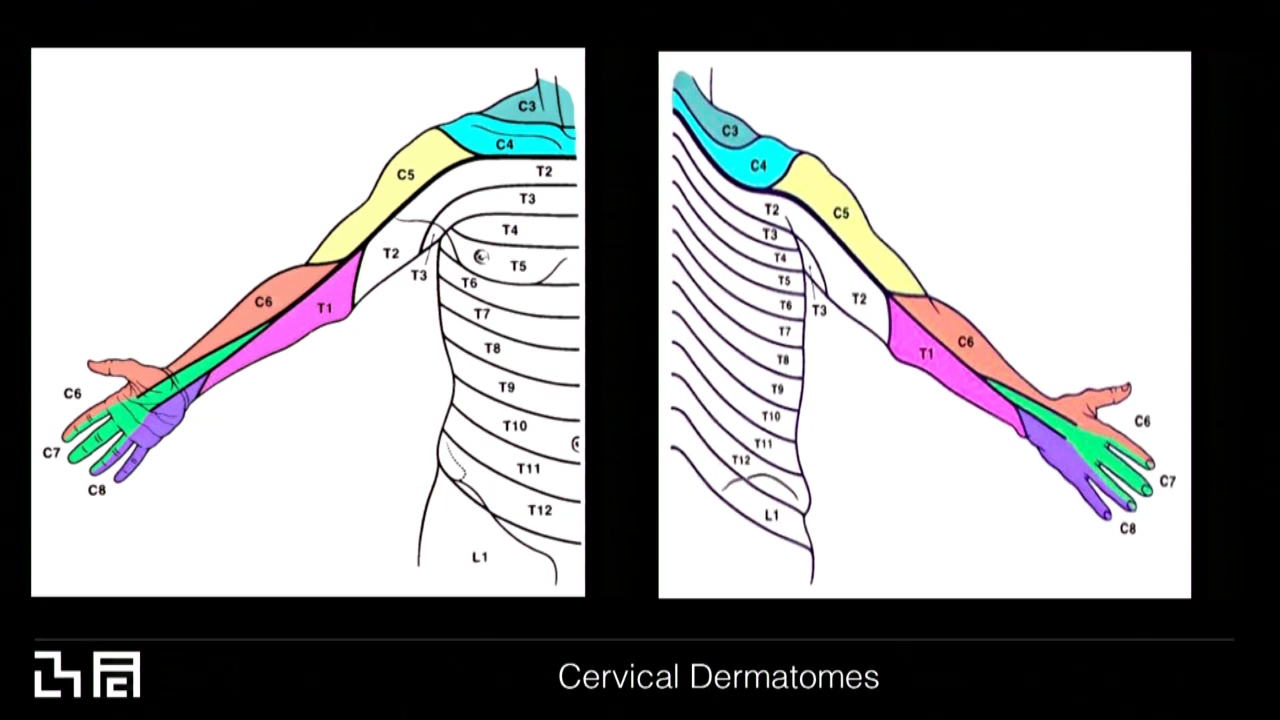 C3
C4
C5
T2
T3
T4
T2
T3
T5
T6
C6
T1
T7
T8
T9
C6
T10
C7
T11
C8
T12
L1
C3
C4
C5
T2
T3
T4
T5
T6
T2
T3
T7
C6
T1
T8
T9
T10
C6
T11
T12
C7
L1
C8
Cervical Dermatomes